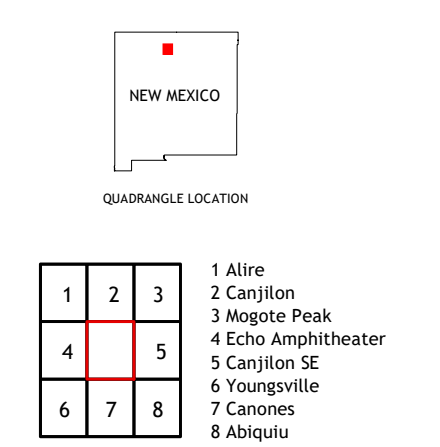 NEW MEXICO
QUADRANGLE LOCATION
1 2 3
4 5
6 7 8
1 Alire
2 Canjilon
3 Mogote Peak
4 Echo Amphitheater
5 Canjilon SE
6 Youngsville
7 Canones
8 Abiquiu